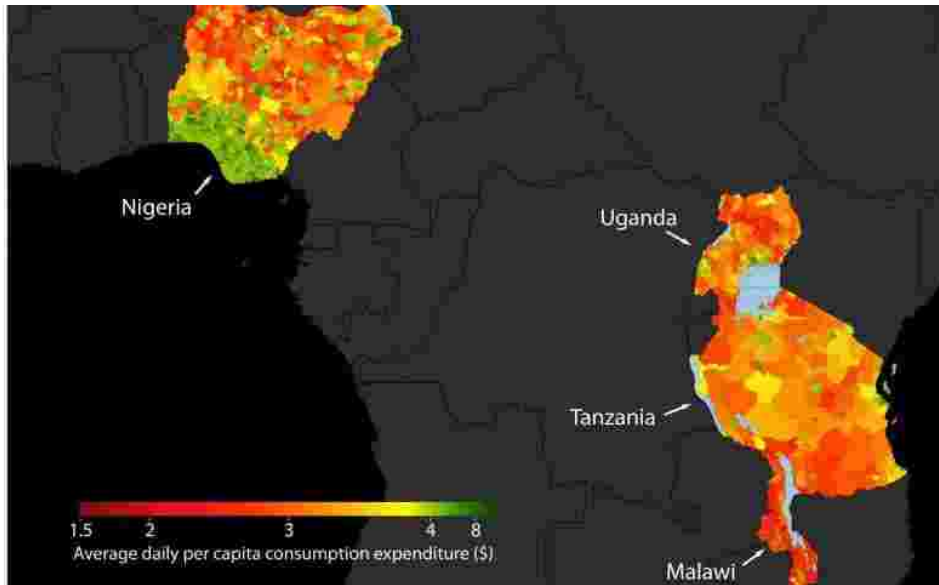 Nigeria
Uganda
Tanzania
1.5 2 3 4 8
Average daily per capita consumption expenditure ($)
Malawi